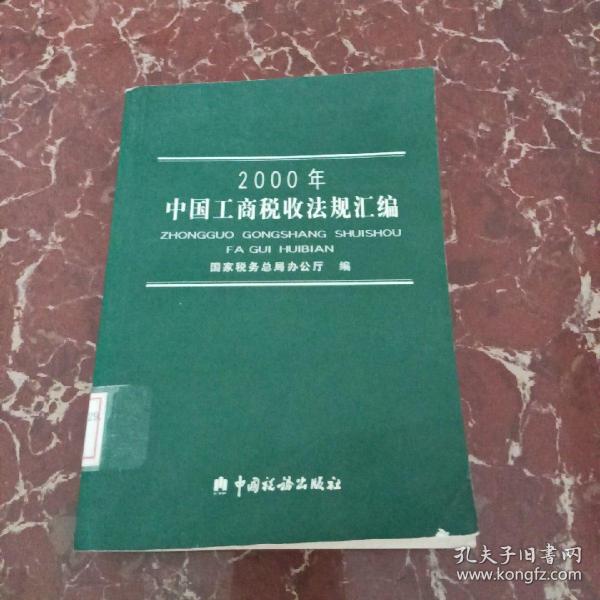 2000年
中国工商税收法规汇编
ZHONGGUO GONGSHANG SHUISHOU
FA GUI HUIBIAN
国家税务总局办公厅 编
中国税务出版社
孔夫子旧书网
www.kongfz.com